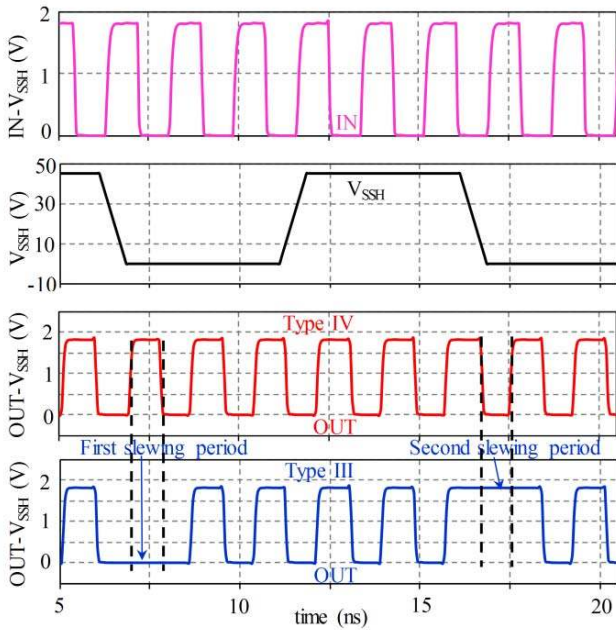 IN-V_SSH (V)
2
1
0
IN
V_SSH (V)
50
30
10
-10
V_SSH
OUT-V_SSH (V)
2
1
0
Type IV
OUT
First slewing period
Second slewing period
OUT-V_SSH (V)
2
1
0
Type III
OUT
5
10
15
20
time (ns)